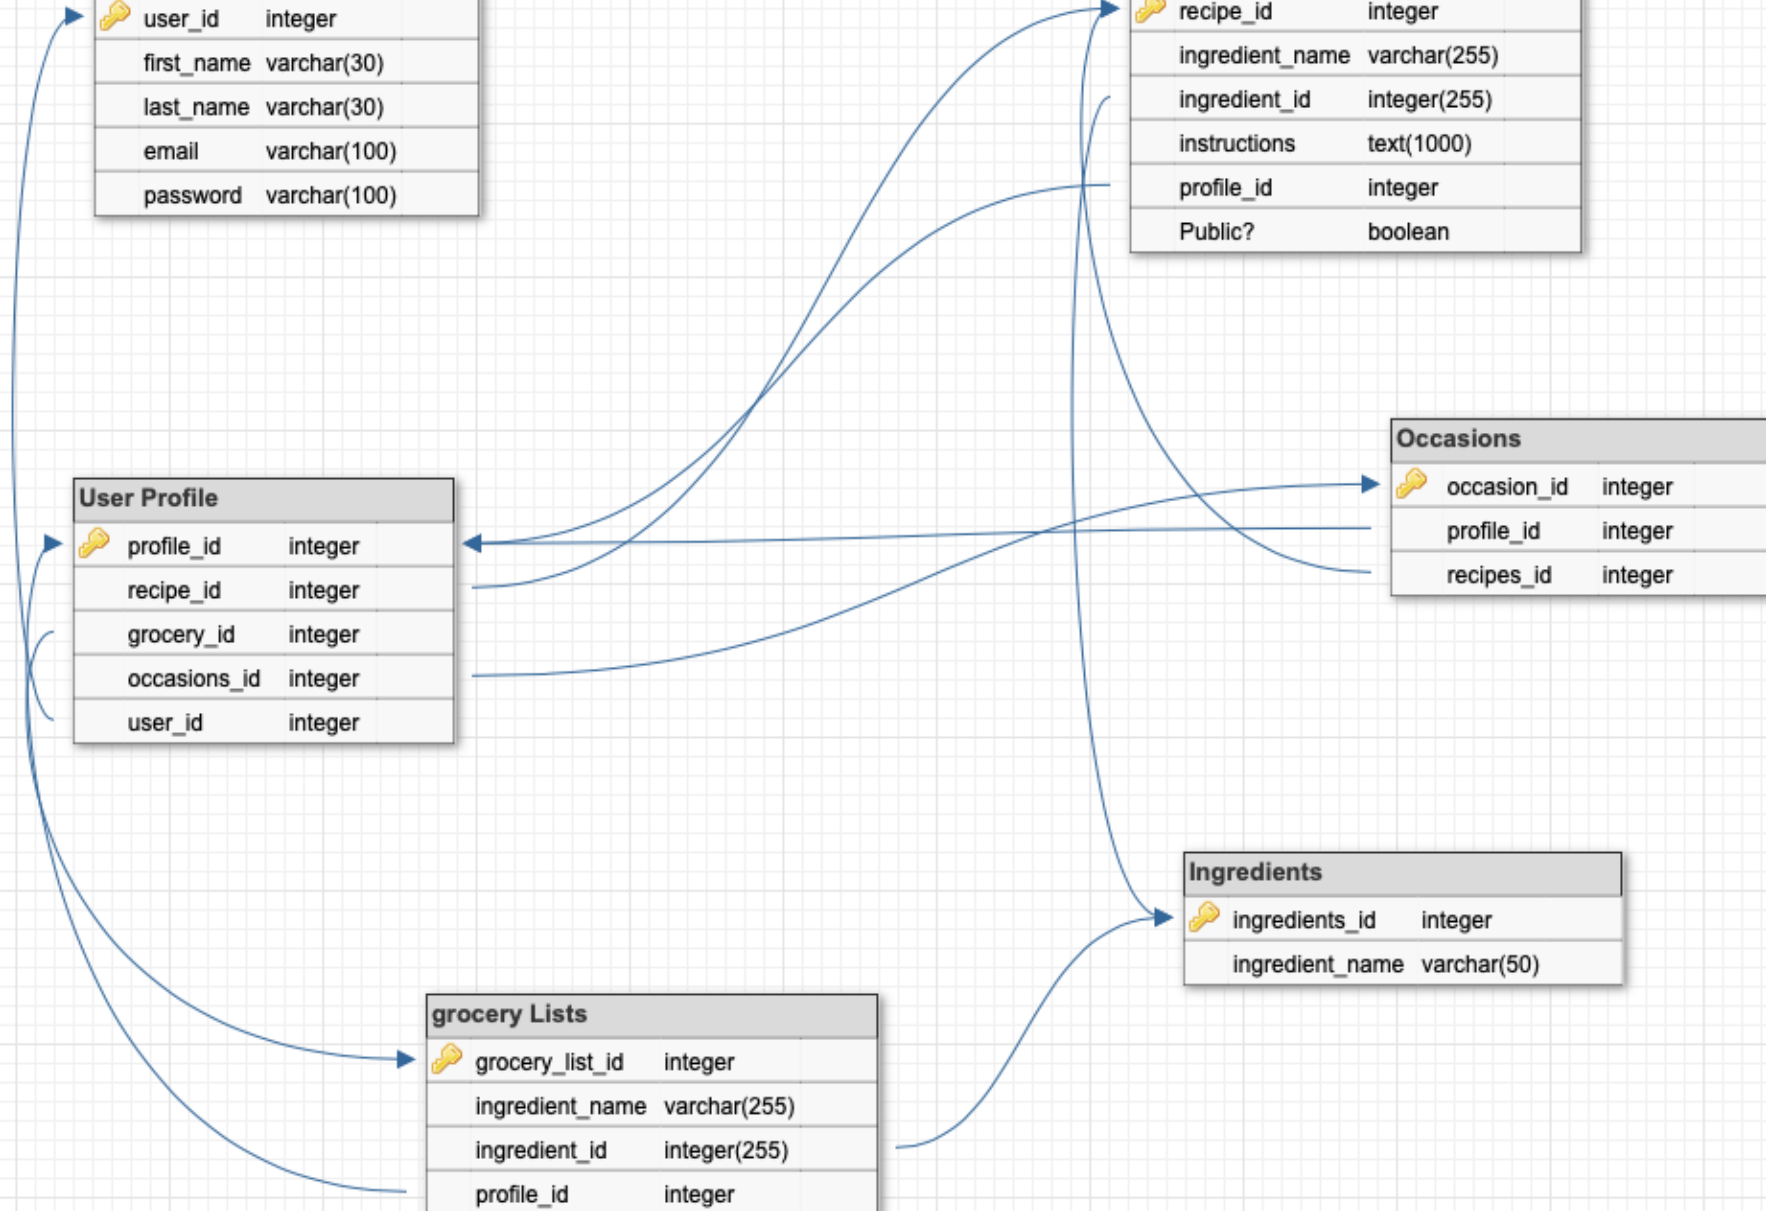 user_id integer
first_name varchar(30)
last_name varchar(30)
email varchar(100)
password varchar(100)
recipe_id integer
ingredient_name varchar(255)
ingredient_id integer(255)
instructions text(1000)
profile_id integer
Public? boolean
Occasions
occasion_id integer
profile_id integer
recipes_id integer
User Profile
profile_id integer
recipe_id integer
grocery_id integer
occasions_id integer
user_id integer
Ingredients
ingredients_id integer
ingredient_name varchar(50)
grocery Lists
grocery_list_id integer
ingredient_name varchar(255)
ingredient_id integer(255)
profile_id integer